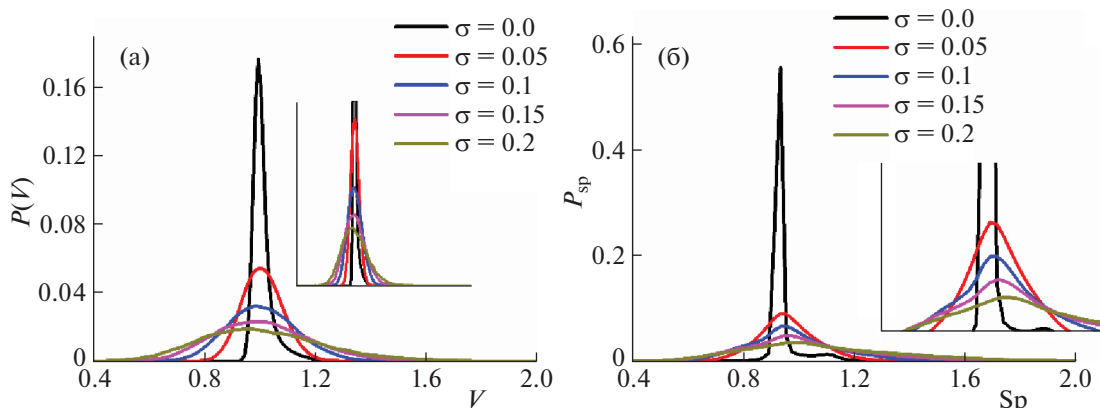 (а)
σ = 0.0
σ = 0.05
σ = 0.1
σ = 0.15
σ = 0.2
P(V)
0.16
0.12
0.08
0.04
0
0.4 0.8 1.2 1.6 2.0
V
(б)
σ = 0.0
σ = 0.05
σ = 0.1
σ = 0.15
σ = 0.2
Psp
0.6
0.4
0.2
0
0.4 0.8 1.2 1.6 2.0
Sp